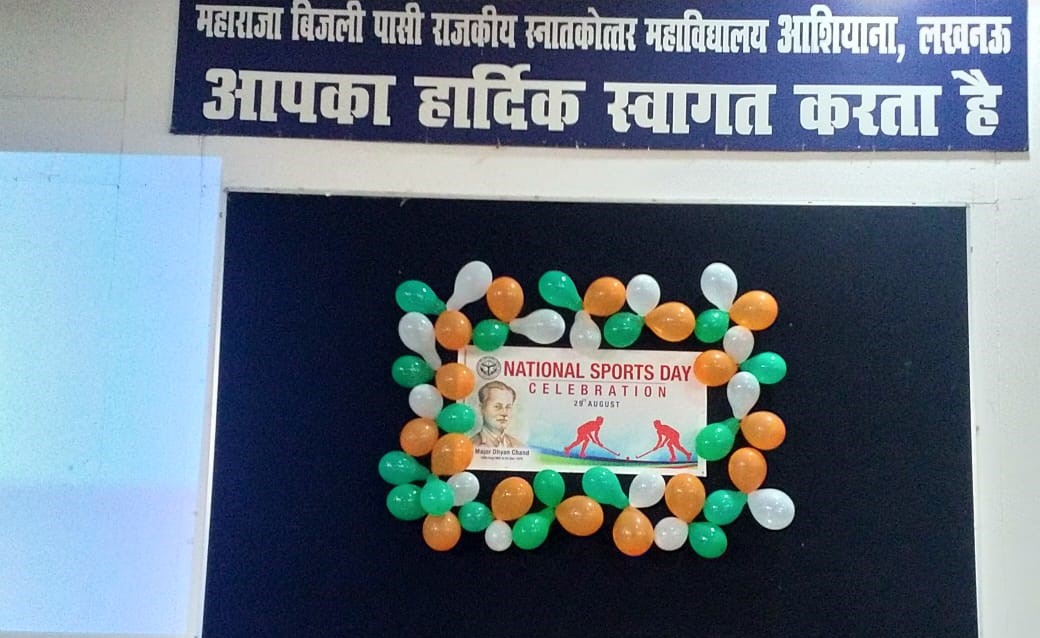 महाराजा बिजली पासी राजकीय स्नातकोत्तर महाविद्यालय आशियाना, लखनऊ
आपका हार्दिक स्वागत करता है
NATIONAL SPORTS DAY
CELEBRATION
29 AUGUST
Major Dhyan Chand